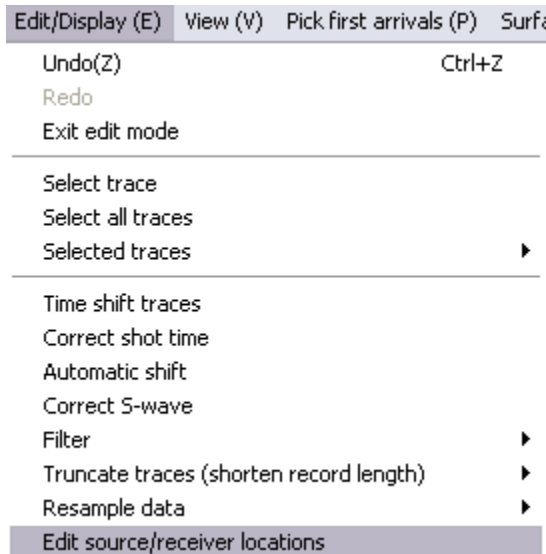 Edit/Display (E) View (V) Pick first arrivals (P) Surfa
Undo(Z) Ctrl+Z
Redo
Exit edit mode
Select trace
Select all traces
Selected traces
Time shift traces
Correct shot time
Automatic shift
Correct S-wave
Filter
Truncate traces (shorten record length)
Resample data
Edit source/receiver locations